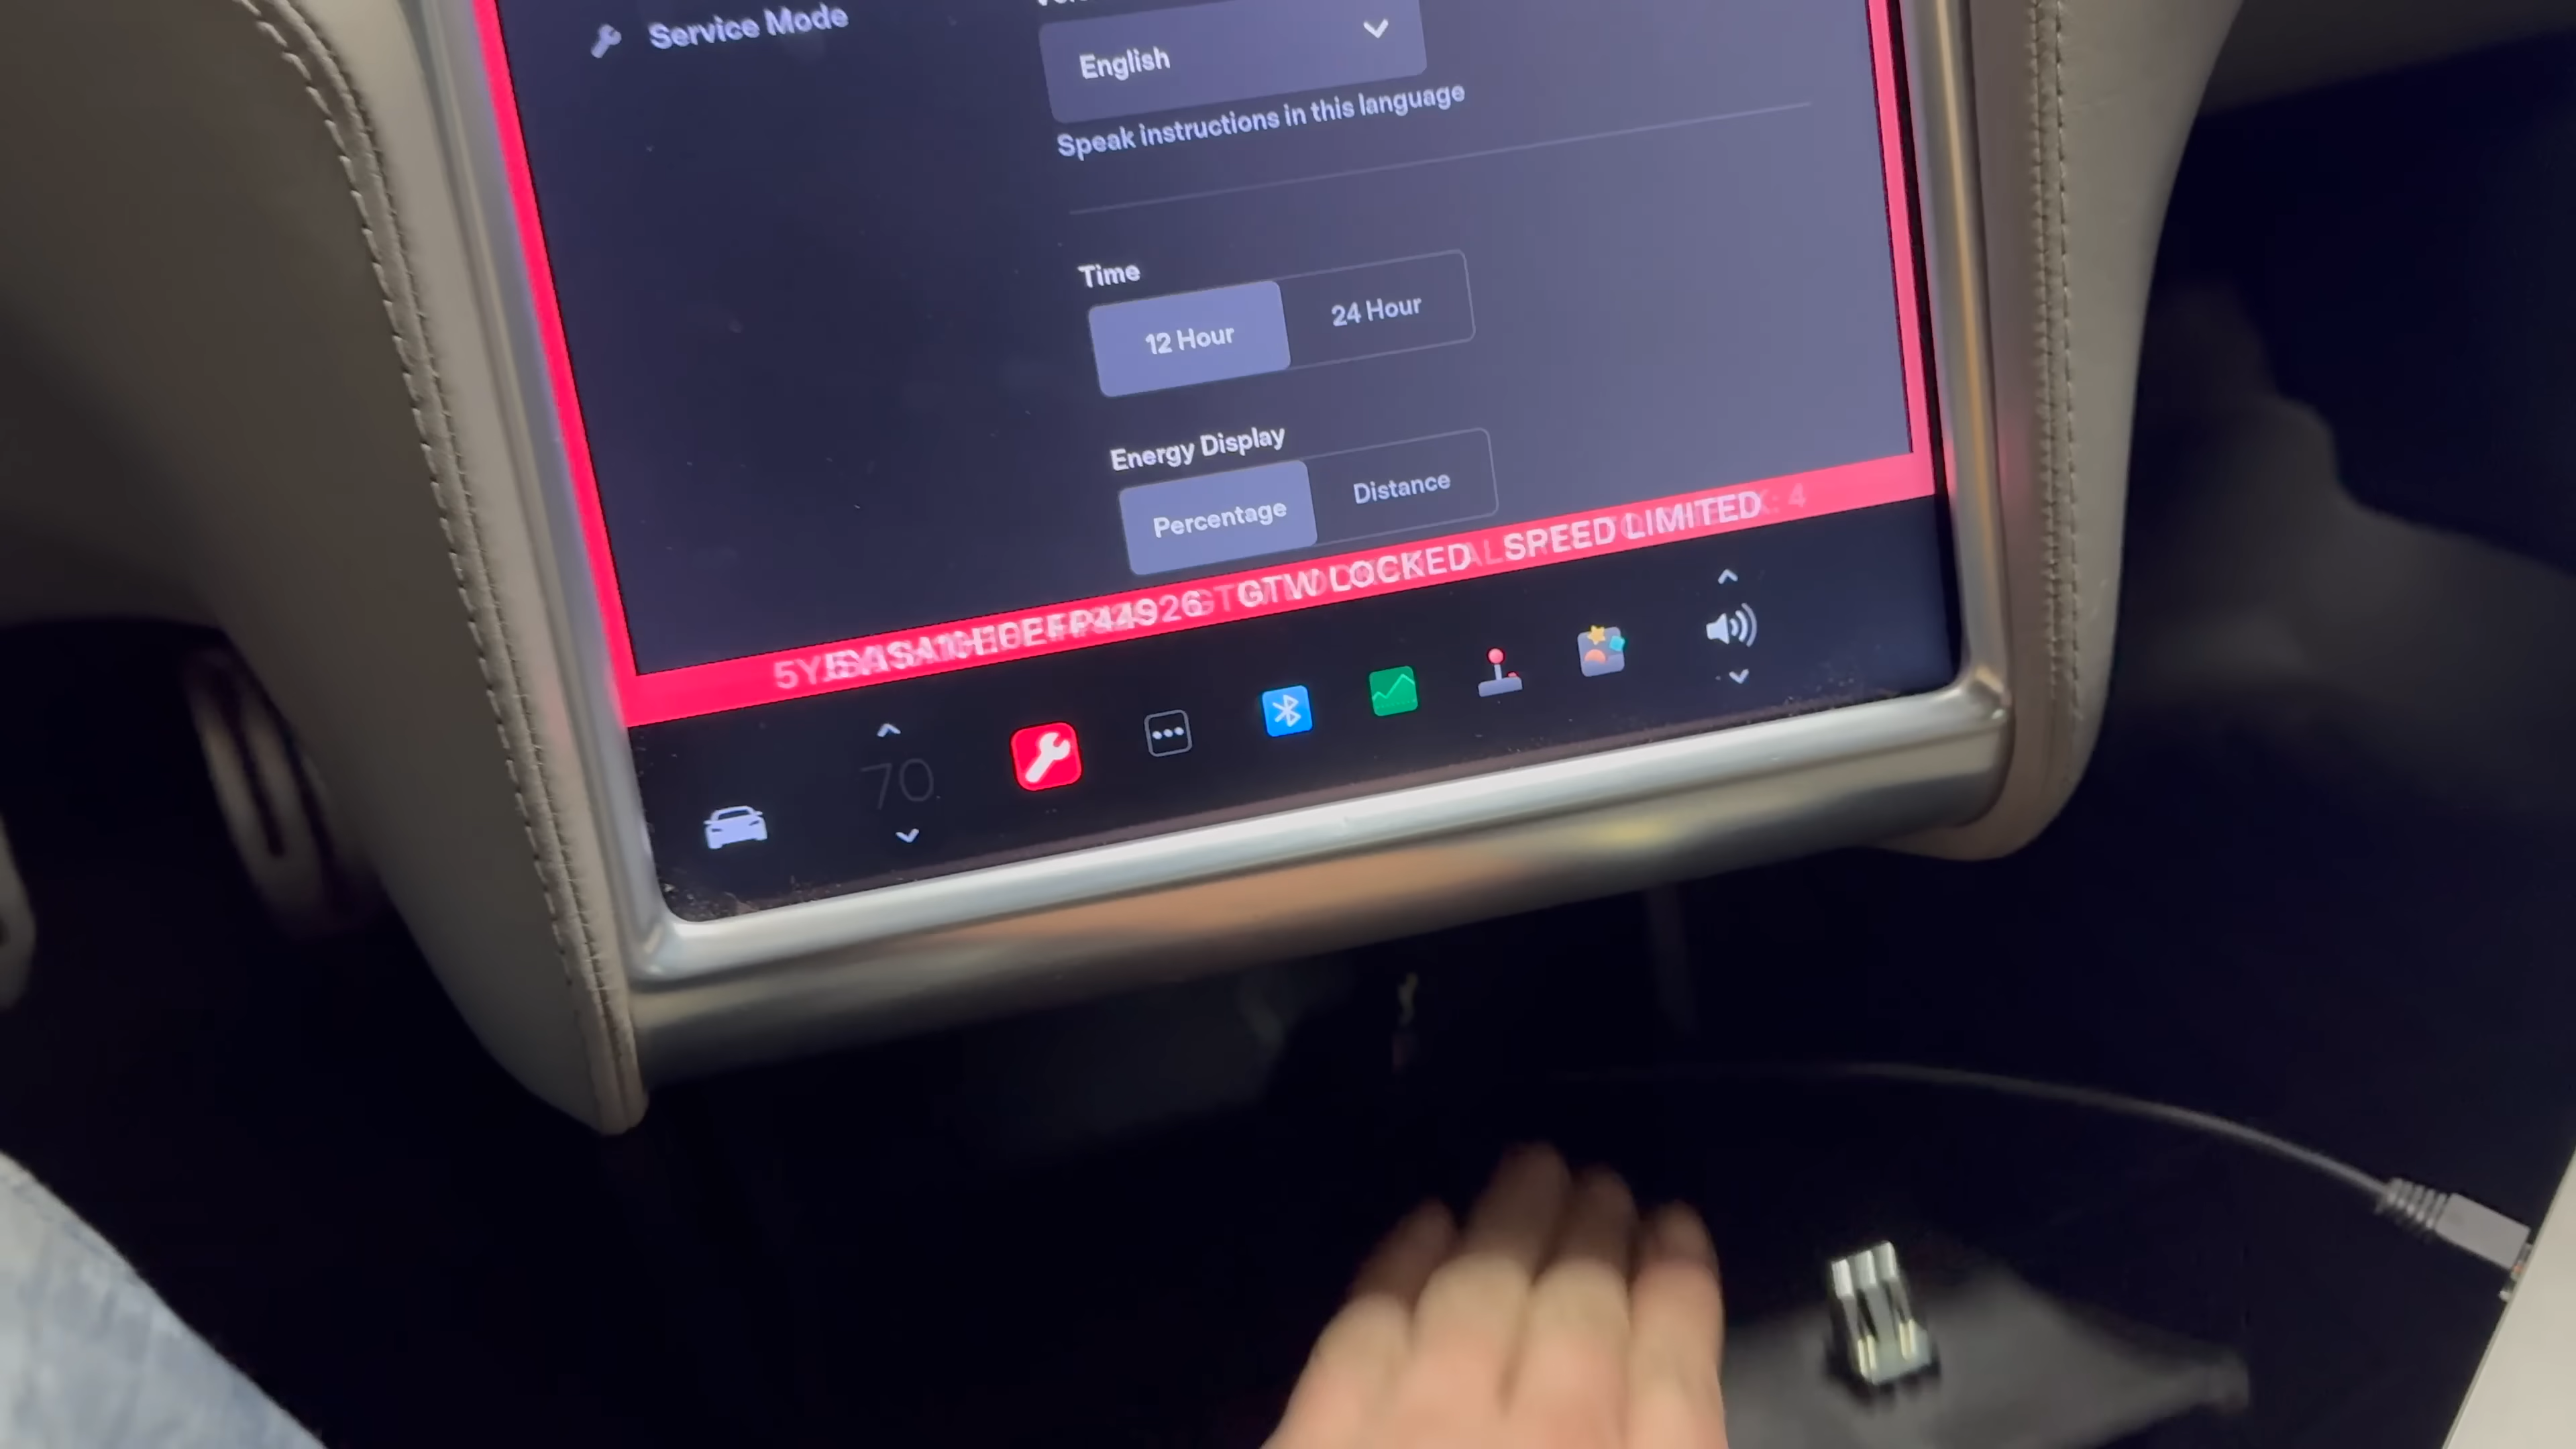 Service Mode
English
Speak instructions in this language
Time
12 Hour
24 Hour
Energy Display
Percentage
Distance
GTW LOCKED
SPEED LIMITED
70